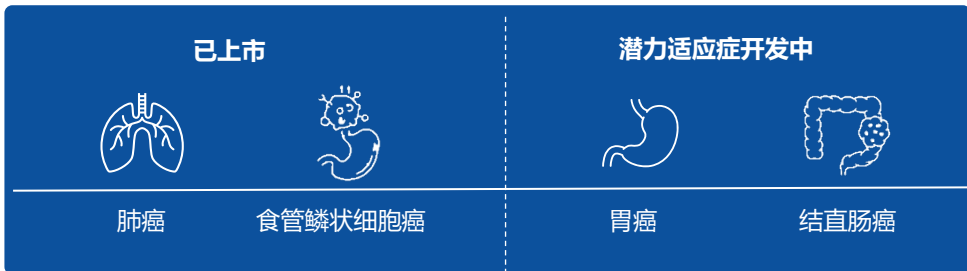 已上市
潜力适应症开发中
肺癌
食管鳞状细胞癌
胃癌
结直肠癌